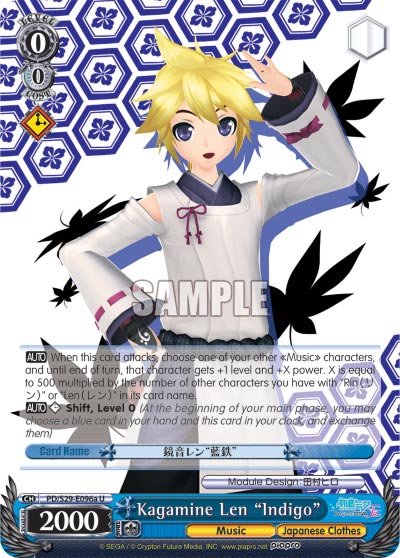 LEVEL
0
0
COST
SAMPLE
AUTO When this card attacks, choose one of your other «Music» characters,
and until end of turn, that character gets +1 level and +X power. X is equal
to 500 multiplied by the number of other characters you have with "Rin (リ
ン)" or "Len (レン)" in its card name.
AUTO Shift, Level 0 (At the beginning of your main phase, you may
choose a blue card in your hand and this card in your clock, and exchange
them)
Card Name 鏡音レン"藍鉄"
Module Design: 田村ヒロ
CH PD/S29-E096a U
POWER 2000
Kagamine Len "Indigo"
初音ミク
Music Japanese Clothes
© SEGA / © Crypton Future Media, INC. www.piapro.net piapro